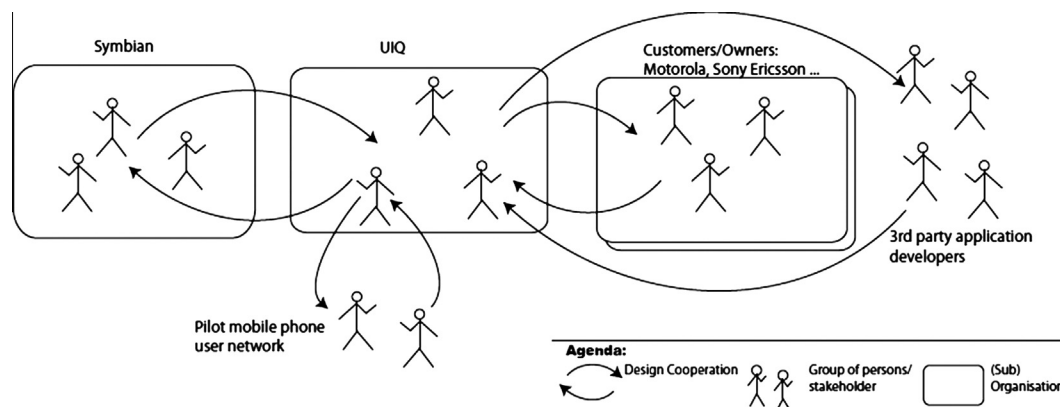 Symbian
UIQ
Customers/Owners:
Motorola, Sony Ericsson ...
3rd party application
developers
Pilot mobile phone
user network
Agenda:
Design Cooperation
Group of persons/
stakeholder
(Sub)
Organisation